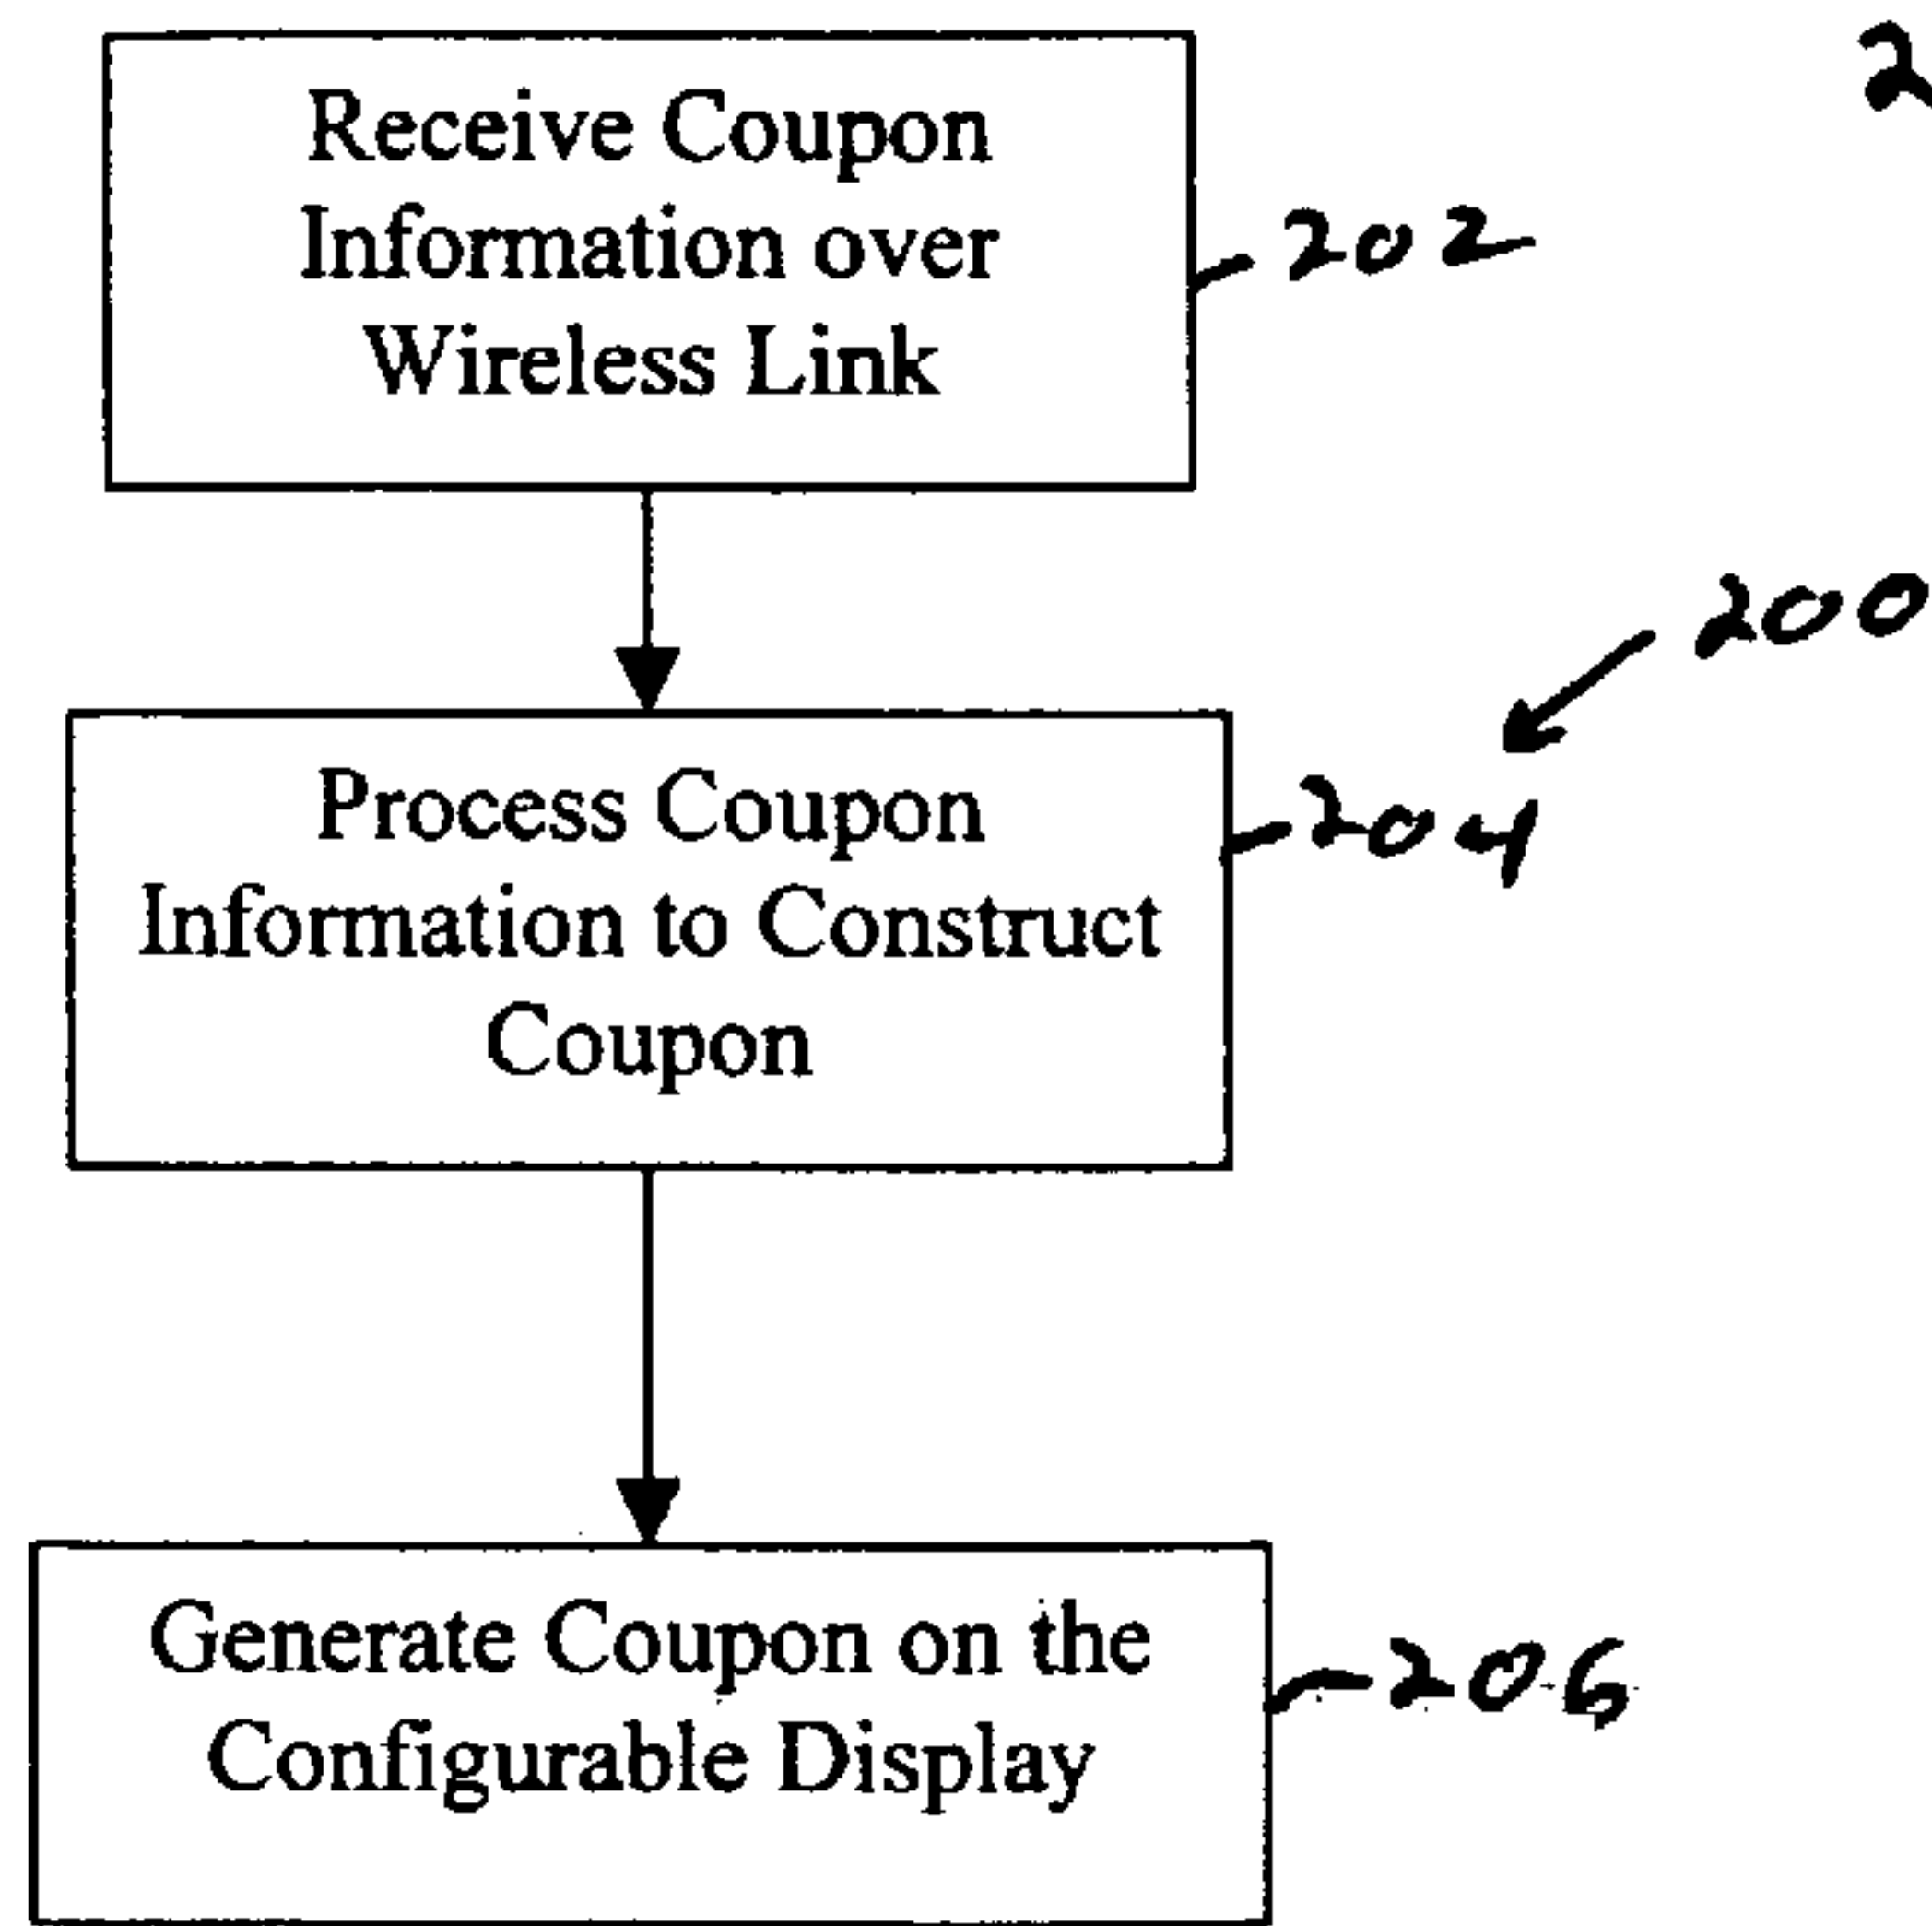 Receive Coupon
Information over
Wireless Link
202
200
Process Coupon
Information to Construct
Coupon
204
Generate Coupon on the
Configurable Display
206